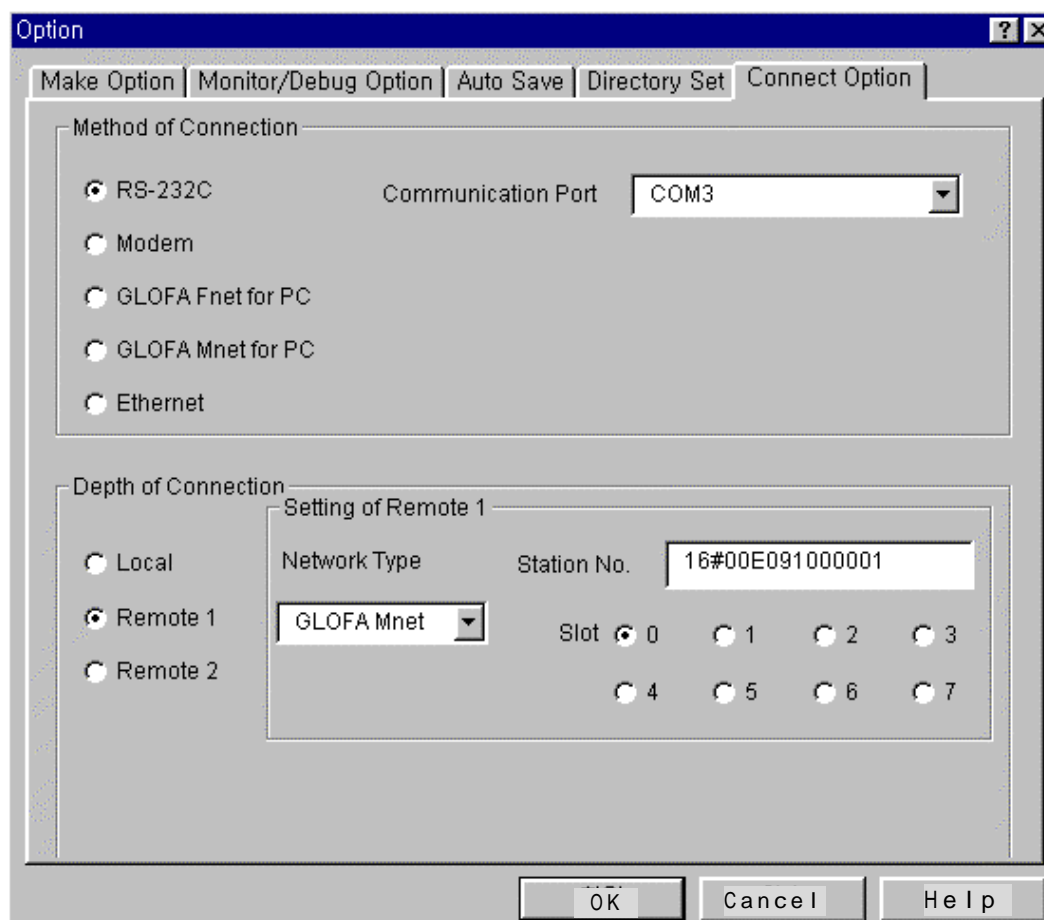 Option
Make Option Monitor/Debug Option Auto Save Directory Set Connect Option
Method of Connection
RS-232C Communication Port COM3
Modem
GLOFA Fnet for PC
GLOFA Mnet for PC
Ethernet
Depth of Connection
Setting of Remote 1
Local Network Type Station No. 16#00E091000001
Remote 1 GLOFA Mnet Slot 0 1 2 3
Remote 2 4 5 6 7
OK Cancel Help